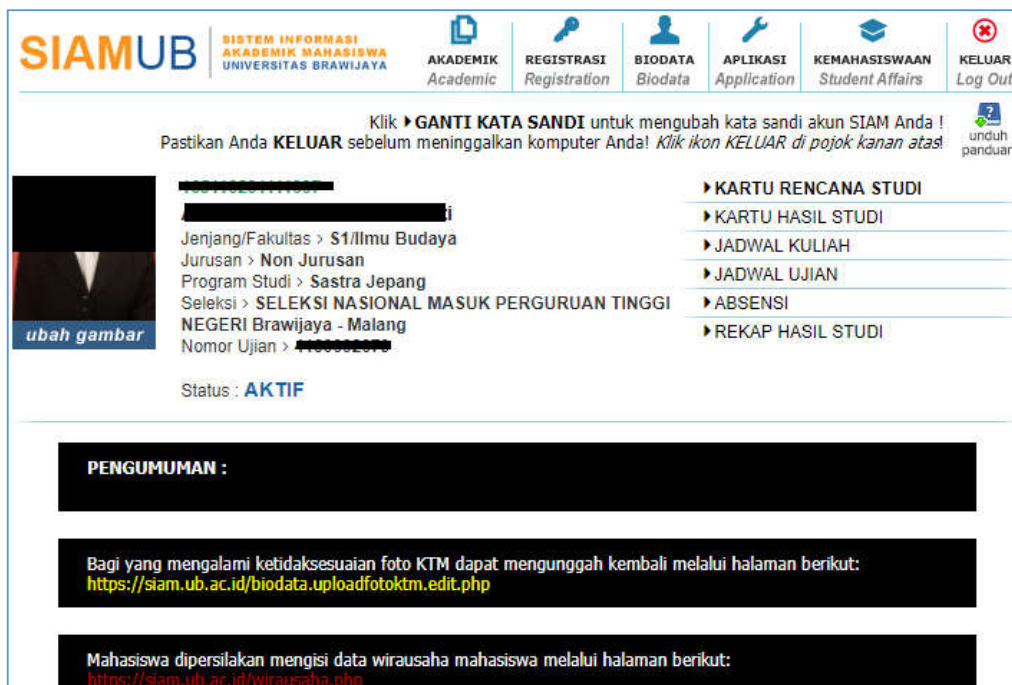 SIAMUB
SISTEM INFORMASI
AKADEMIK MAHASISWA
UNIVERSITAS BRAWIJAYA
AKADEMIK
Academic
REGISTRASI
Registration
BIODATA
Biodata
APLIKASI
Application
KEMAHASISWAAN
Student Affairs
KELUAR
Log Out
Klik ▸ GANTI KATA SANDI untuk mengubah kata sandi akun SIAM Anda !
Pastikan Anda KELUAR sebelum meninggalkan komputer Anda! Klik ikon KELUAR di pojok kanan atas!
unduh
panduan
ubah gambar
Jenjang/Fakultas > S1/Ilmu Budaya
Jurusan > Non Jurusan
Program Studi > Sastra Jepang
Seleksi > SELEKSI NASIONAL MASUK PERGURUAN TINGGI
NEGERI Brawijaya - Malang
Nomor Ujian >
Status : AKTIF
▸ KARTU RENCANA STUDI
▸ KARTU HASIL STUDI
▸ JADWAL KULIAH
▸ JADWAL UJIAN
▸ ABSENSI
▸ REKAP HASIL STUDI
PENGUMUMAN :
Bagi yang mengalami ketidaksesuaian foto KTM dapat mengunggah kembali melalui halaman berikut:
https://siam.ub.ac.id/biodata.uploadfotoktm.edit.php
Mahasiswa dipersilakan mengisi data wirausaha mahasiswa melalui halaman berikut:
https://siam.ub.ac.id/wirausaha.php